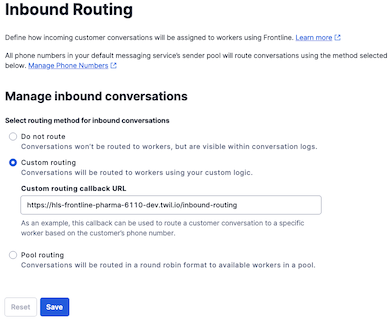 Inbound Routing
Define how incoming customer conversations will be assigned to workers using Frontline. Learn more
All phone numbers in your default messaging service's sender pool will route conversations using the method selected
below. Manage Phone Numbers
Manage inbound conversations
Select routing method for inbound conversations
Do not route
Conversations won't be routed to workers, but are visible within conversation logs.
Custom routing
Conversations will be routed to workers using your custom logic.
Custom routing callback URL
https://hls-frontline-pharma-6110-dev.twil.io/inbound-routing
As an example, this callback can be used to route a customer conversation to a specific
worker based on the customer's phone number.
Pool routing
Conversations will be routed in a round robin format to available workers in a pool.
Reset
Save